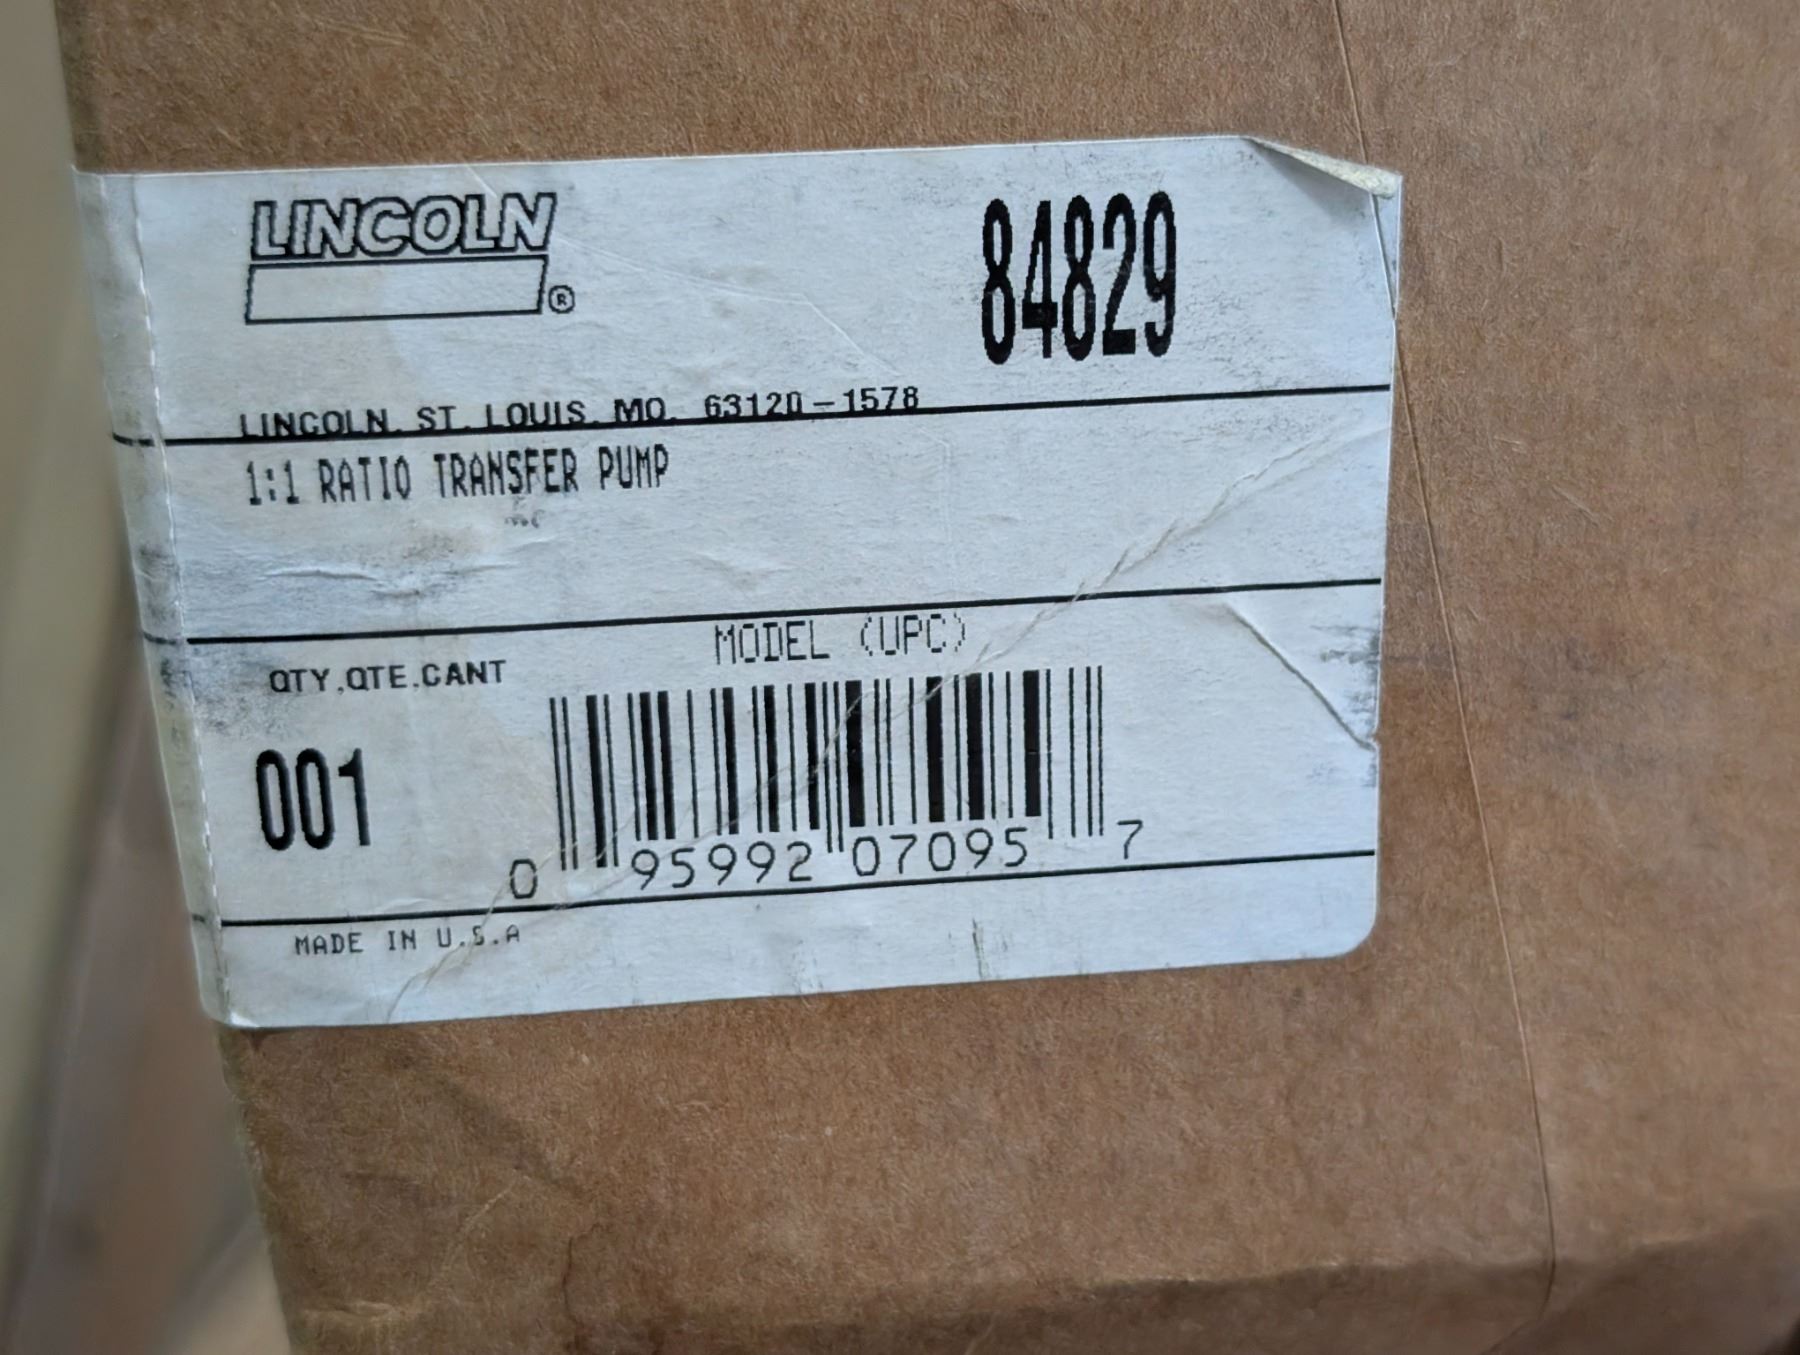 LINCOLN
®
84829
LINCOLN. ST. LOUIS. MO. 63120-1578
1:1 RATIO TRANSFER PUMP
MODEL (UPC)
QTY.QTE.CANT
001
0 95992 07095 7
MADE IN U.S.A